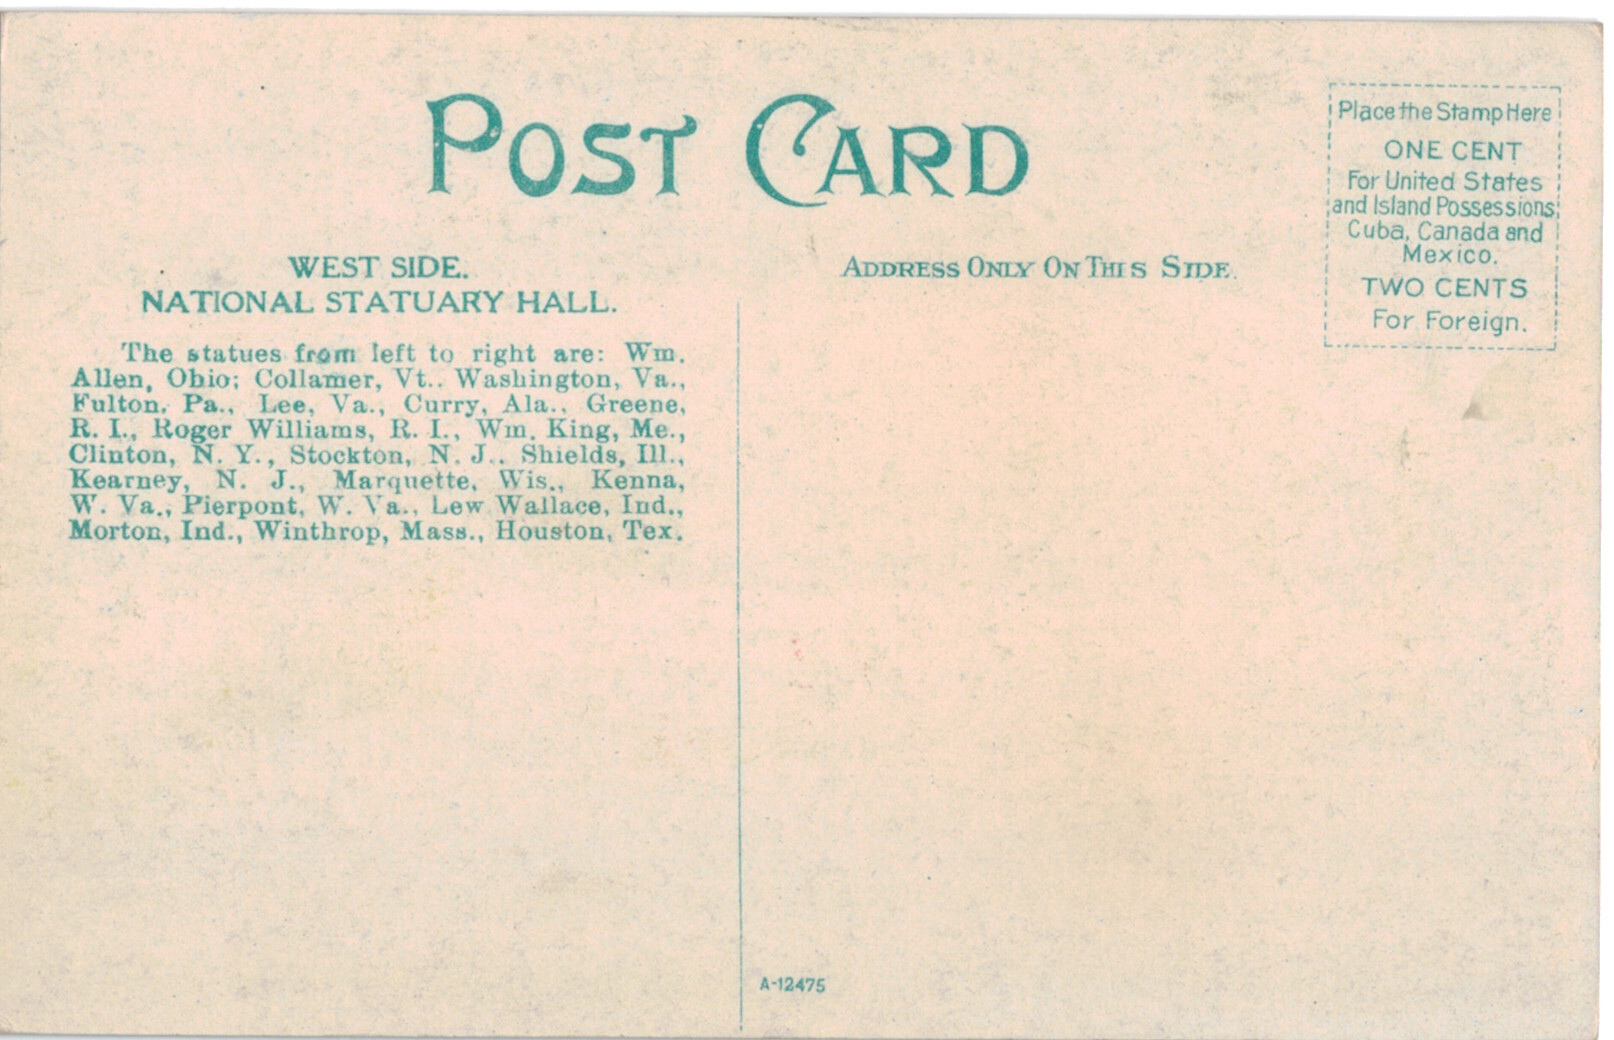 POST CARD
Place the Stamp Here
ONE CENT
For United States
and Island Possessions
Cuba, Canada and
Mexico.
TWO CENTS
For Foreign.
WEST SIDE.
NATIONAL STATUARY HALL.
The statues from left to right are: Wm.
Allen, Ohio; Collamer, Vt.. Washington, Va.,
Fulton, Pa., Lee, Va., Curry, Ala., Greene,
R. I., Roger Williams, R. I., Wm. King, Me.,
Clinton, N. Y., Stockton, N. J.. Shields, Ill.,
Kearney, N. J., Marquette, Wis., Kenna,
W. Va., Pierpont, W. Va., Lew Wallace, Ind.,
Morton, Ind., Winthrop, Mass., Houston, Tex.
ADDRESS ONLY ON THIS SIDE.
A-12475